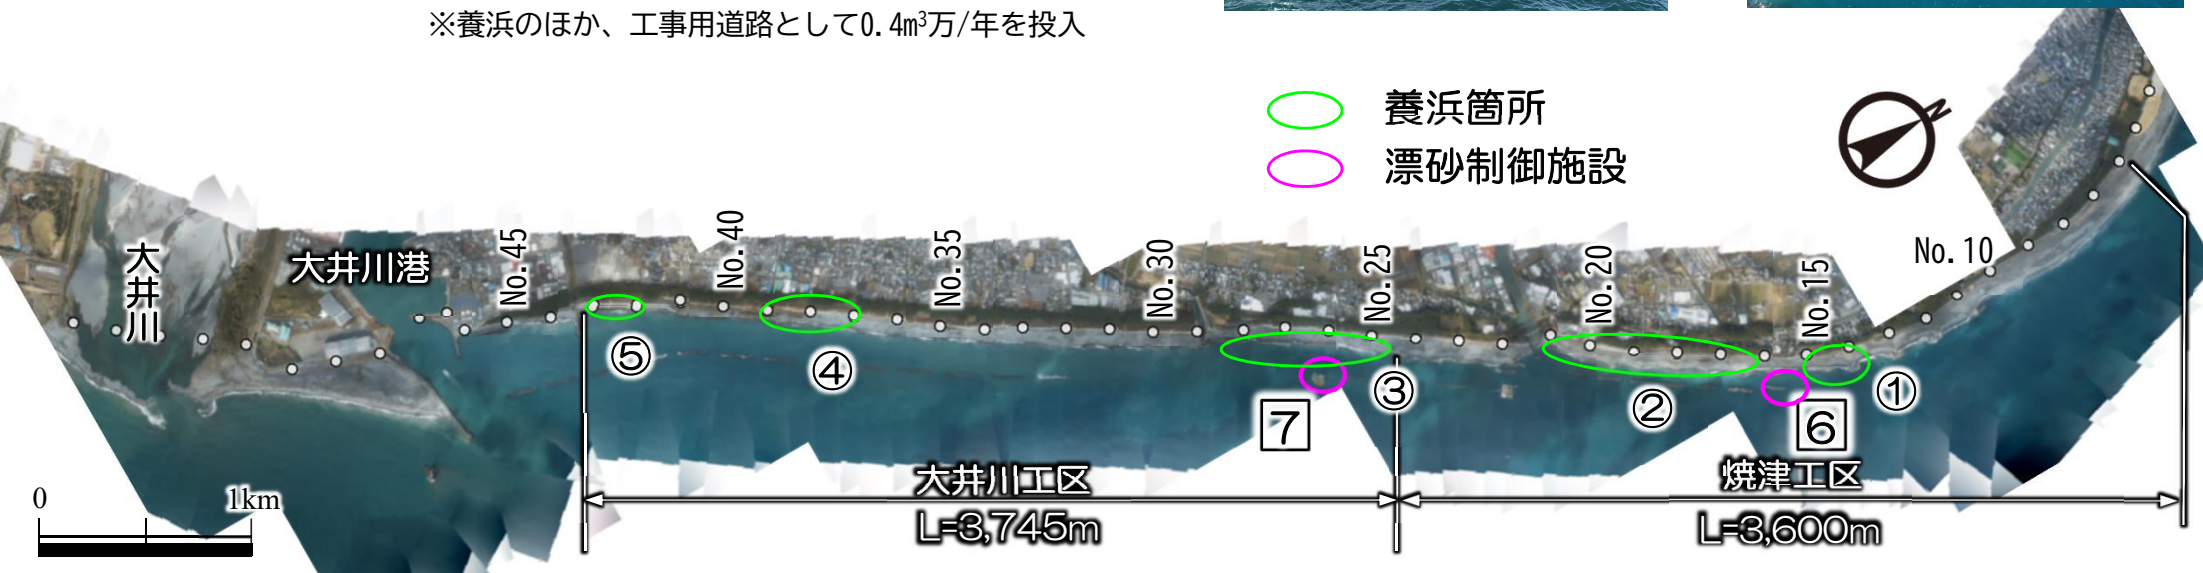 ※養浜のほか、工事用道路として0.4m³万/年を投入
養浜箇所
漂砂制御施設
N
大井川
大井川港
No.45
No.40
No.35
No.30
No.25
No.20
No.15
No.10
⑤
④
③
②
①
7
6
大井川工区
L=3,745m
焼津工区
L=3,600m
0
1km